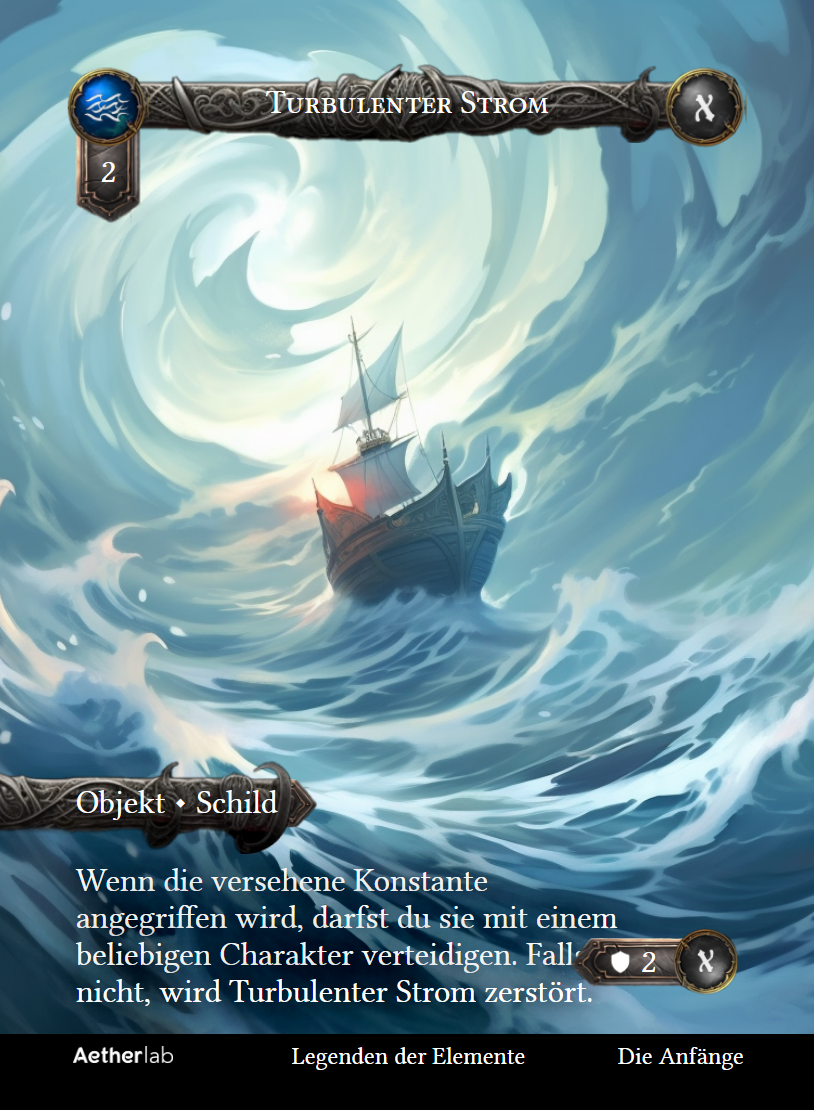 Turbulenter Strom
2
Objekt • Schild
Wenn die versehene Konstante
angegriffen wird, darfst du sie mit einem
beliebigen Charakter verteidigen. Falls
nicht, wird Turbulenter Strom zerstört.
2
Aetherlab Legenden der Elemente Die Anfänge